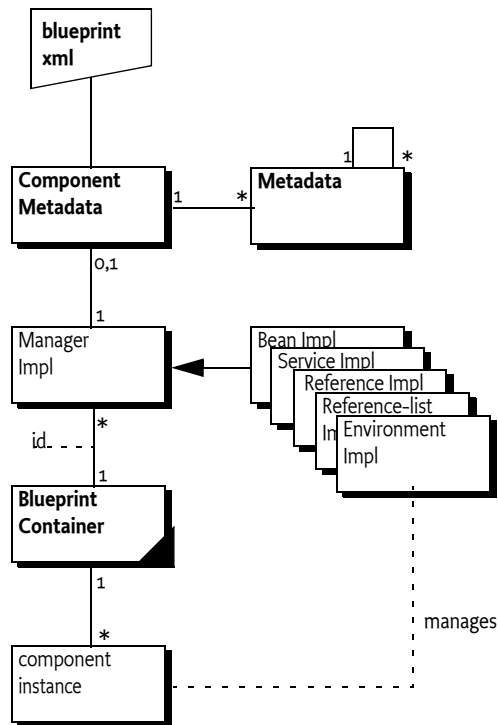 blueprint
xml
1
*
Component
Metadata
1
*
Metadata
0,1
1
Manager
Impl
Bean Impl
Service Impl
Reference Impl
Reference-list
Environment
Impl
*
id
1
Blueprint
Container
1
manages
*
component
instance